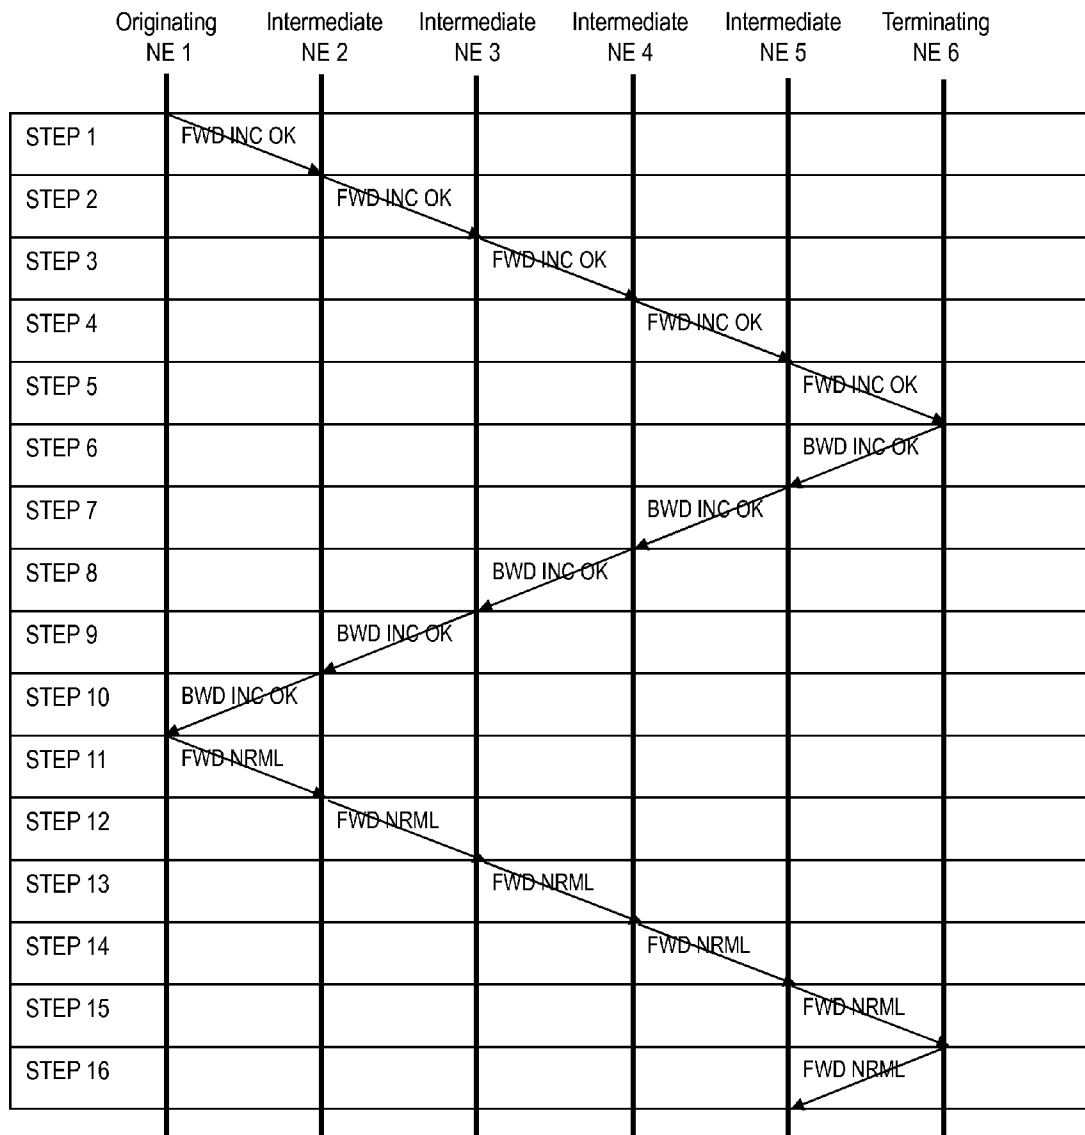 Originating Intermediate Intermediate Intermediate Intermediate Terminating
NE 1 NE 2 NE 3 NE 4 NE 5 NE 6
STEP 1 FWD INC OK
STEP 2 FWD INC OK
STEP 3 FWD INC OK
STEP 4 FWD INC OK
STEP 5 FWD INC OK
STEP 6 BWD INC OK
STEP 7 BWD INC OK
STEP 8 BWD INC OK
STEP 9 BWD INC OK
STEP 10 BWD INC OK
STEP 11 FWD NRML
STEP 12 FWD NRML
STEP 13 FWD NRML
STEP 14 FWD NRML
STEP 15 FWD NRML
STEP 16 FWD NRML